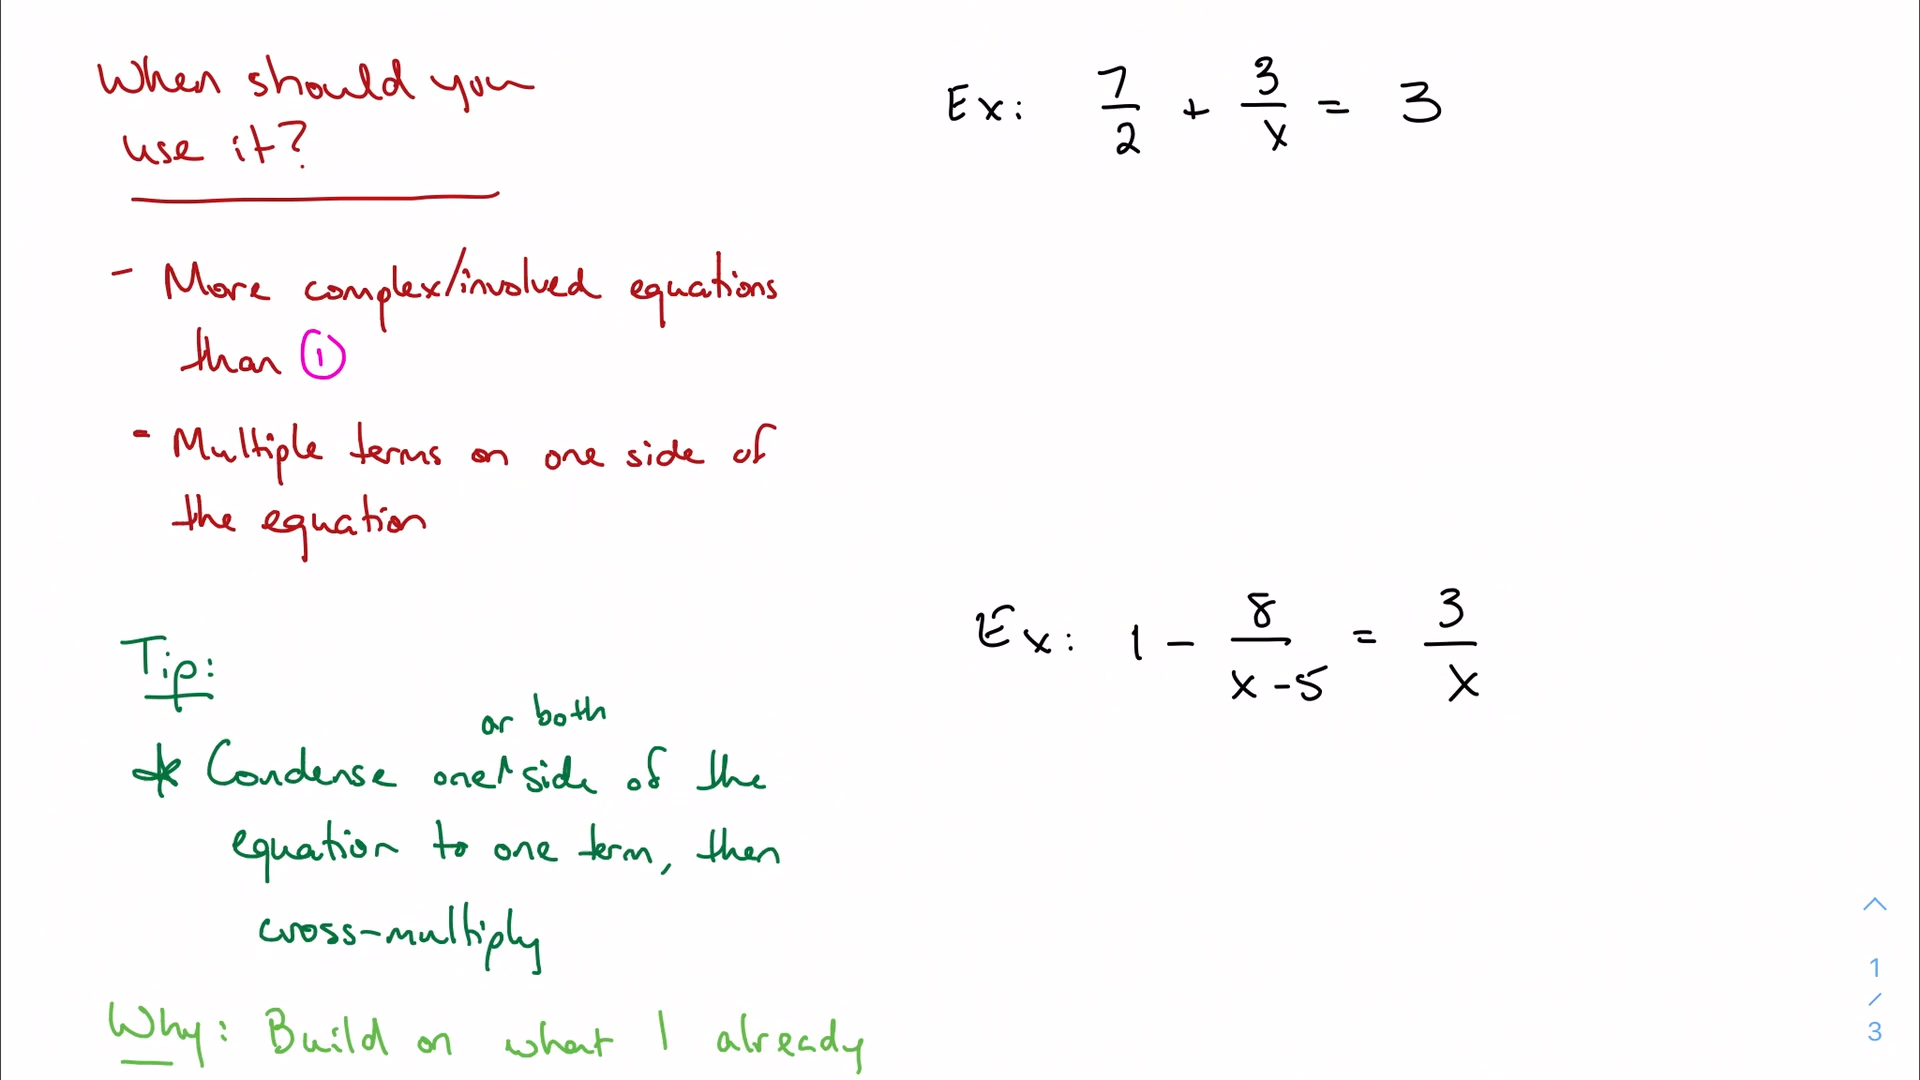 When should you
use it?
- More complex/involved equations
than ①
- Multiple terms on one side of
the equation
Tip:
or both
* Condense one^side of the
equation to one term, then
cross-multiply
Why: Build on what I already
Ex: 7/2 + 3/x = 3
Ex: 1 - 8/(x-5) = 3/x
1
/
3